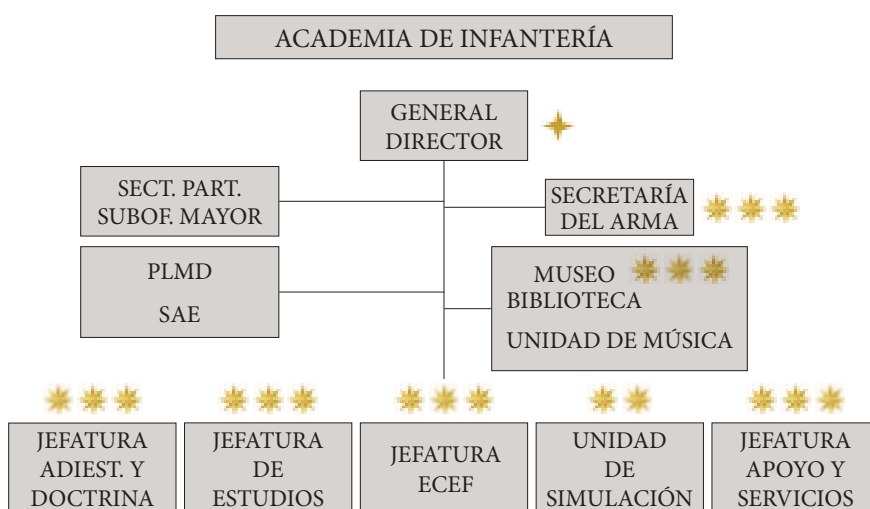 ACADEMIA DE INFANTERÍA
GENERAL
DIRECTOR
SECT. PART.
SUBOF. MAYOR
SECRETARÍA
DEL ARMA
PLMD
SAE
MUSEO
BIBLIOTECA
UNIDAD DE MÚSICA
JEFATURA
ADIEST. Y
DOCTRINA
JEFATURA
DE
ESTUDIOS
JEFATURA
ECEF
UNIDAD
DE
SIMULACIÓN
JEFATURA
APOYO Y
SERVICIOS